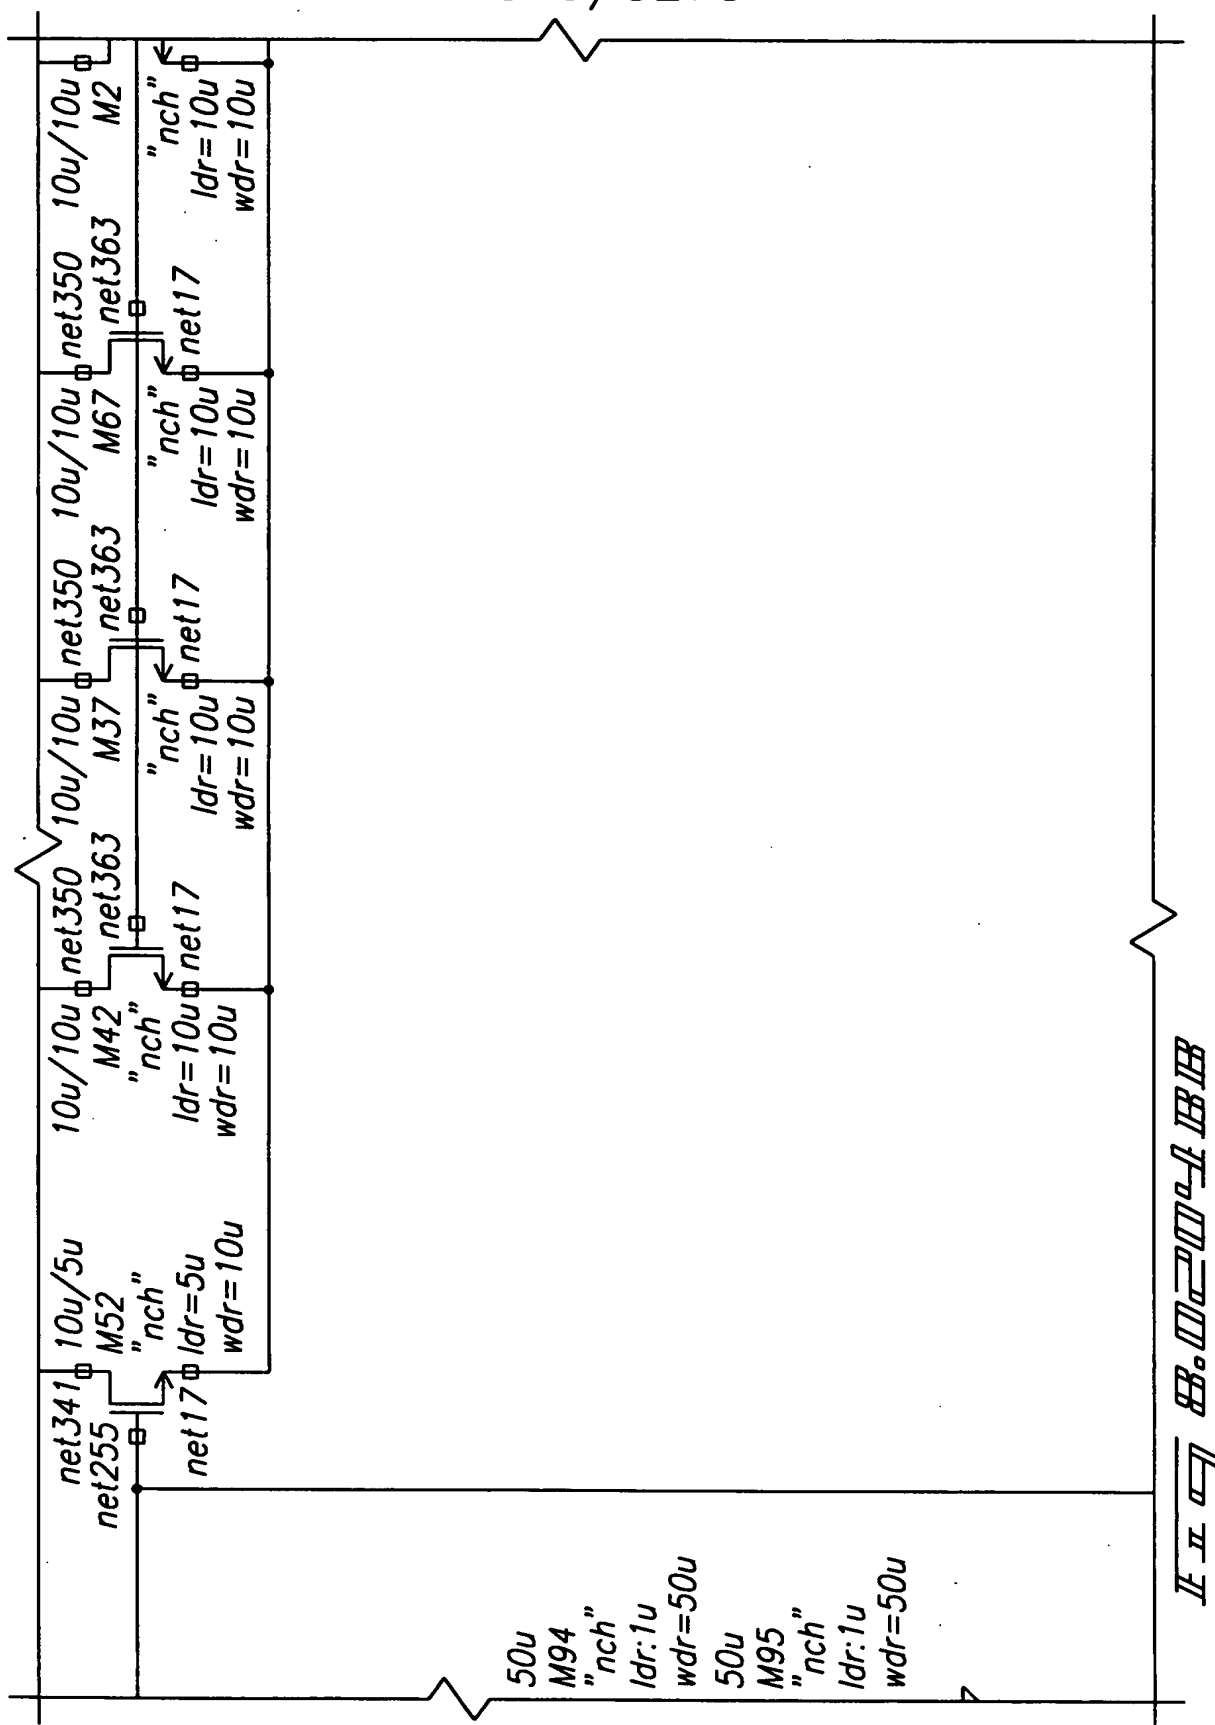 net341
net255
net17
10u/5u
M52
"nch"
ldr=5u
wdr=10u
10u/10u
M42
"nch"
ldr=10u
wdr=10u
net350
net363
net17
10u/10u
M37
"nch"
ldr=10u
wdr=10u
net350
net363
net17
10u/10u
M67
"nch"
ldr=10u
wdr=10u
net350
net363
net17
10u/10u
M2
"nch"
ldr=10u
wdr=10u
50u
M94
"nch"
ldr:1u
wdr=50u
50u
M95
"nch"
ldr:1u
wdr=50u
Fig 8.0204BB